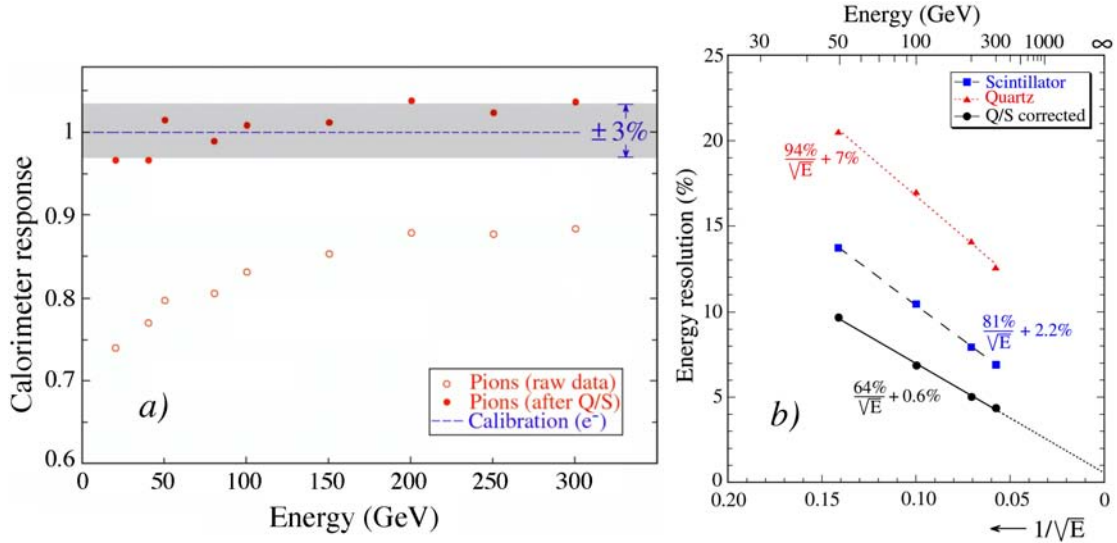 Calorimeter response
1
0.9
0.8
0.7
0.6
± 3%
a)
Pions (raw data)
Pions (after Q/S)
Calibration (e⁻)
0 50 100 150 200 250 300
Energy (GeV)
Energy (GeV)
30 50 100 300 1000 ∞
Energy resolution (%)
25
20
15
10
5
0
Scintillator
Quartz
Q/S corrected
94%/√E + 7%
81%/√E + 2.2%
64%/√E + 0.6%
b)
0.20 0.15 0.10 0.05 0
← 1/√E